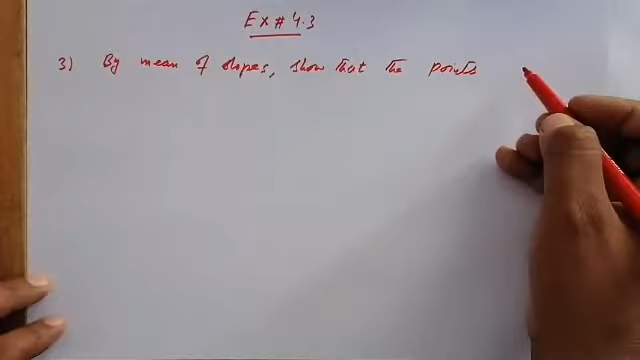 Ex # 4.3
3) By mean of slopes, show that the points